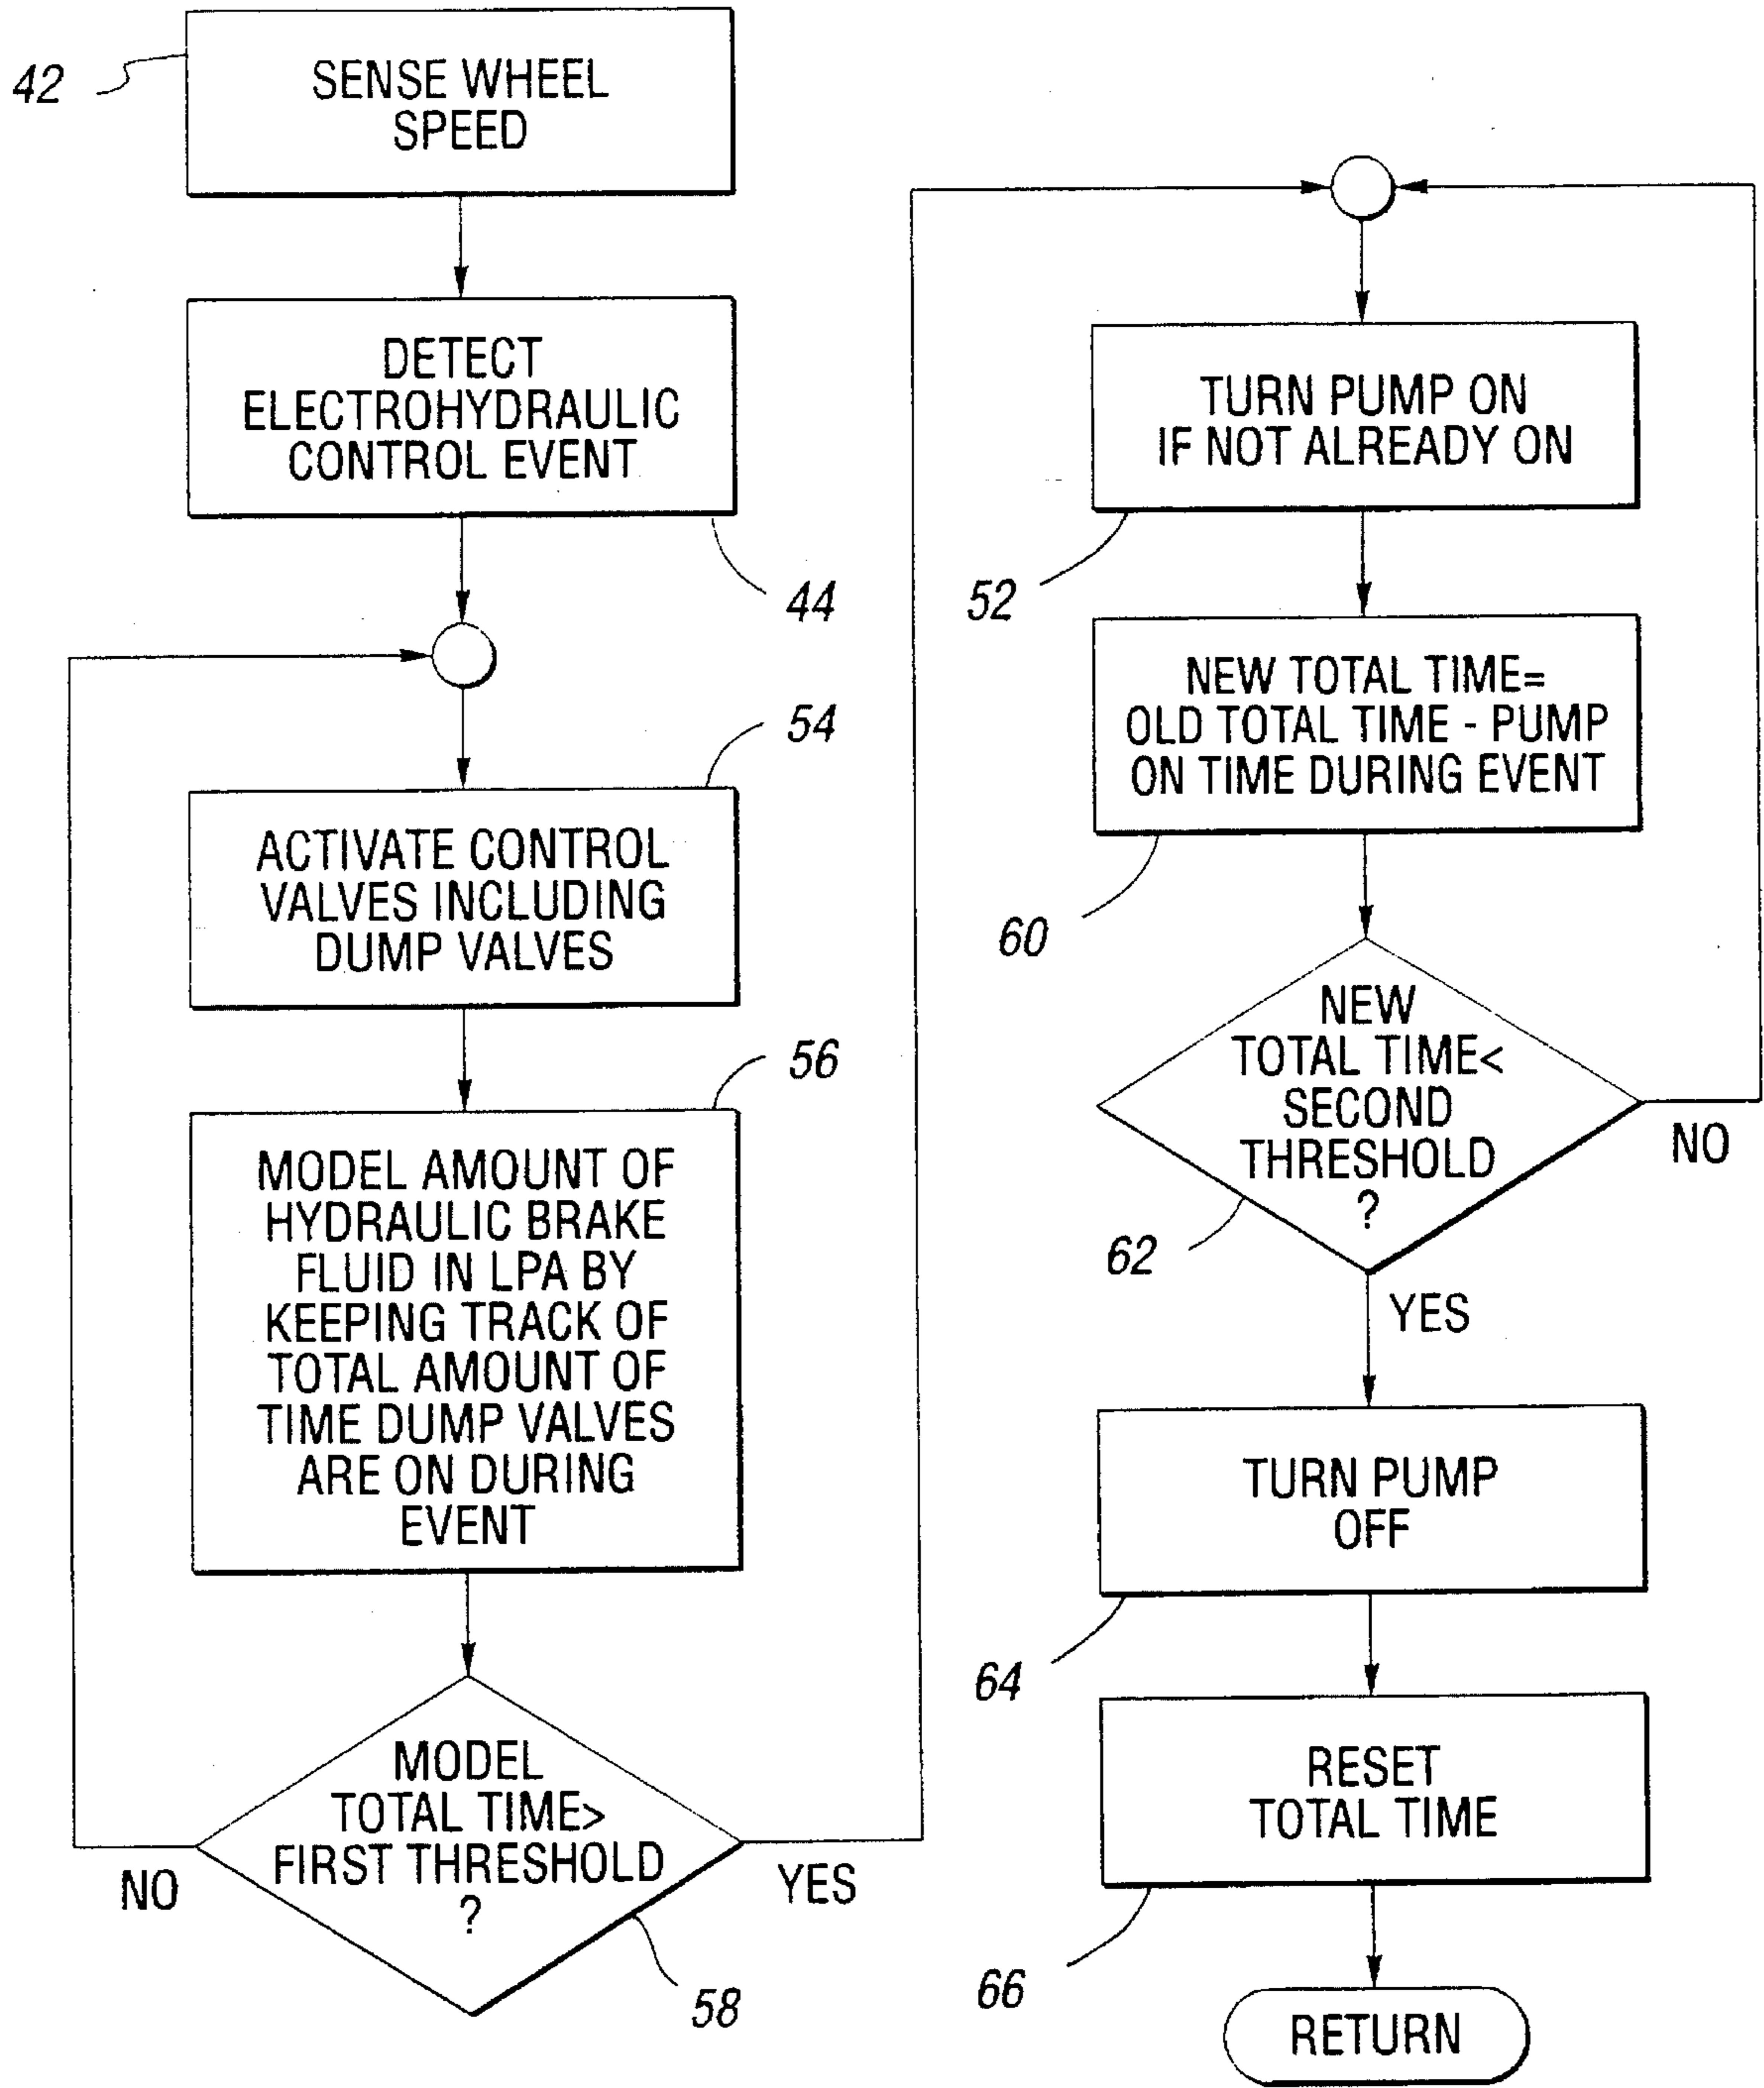 42
SENSE WHEEL
SPEED
DETECT
ELECTROHYDRAULIC
CONTROL EVENT
44
54
ACTIVATE CONTROL
VALVES INCLUDING
DUMP VALVES
56
MODEL AMOUNT OF
HYDRAULIC BRAKE
FLUID IN LPA BY
KEEPING TRACK OF
TOTAL AMOUNT OF
TIME DUMP VALVES
ARE ON DURING
EVENT
MODEL
TOTAL TIME>
FIRST THRESHOLD
?
NO
YES
58
TURN PUMP ON
IF NOT ALREADY ON
52
NEW TOTAL TIME=
OLD TOTAL TIME - PUMP
ON TIME DURING EVENT
60
NEW
TOTAL TIME<
SECOND
THRESHOLD
?
NO
62
YES
TURN PUMP
OFF
64
RESET
TOTAL TIME
66
RETURN